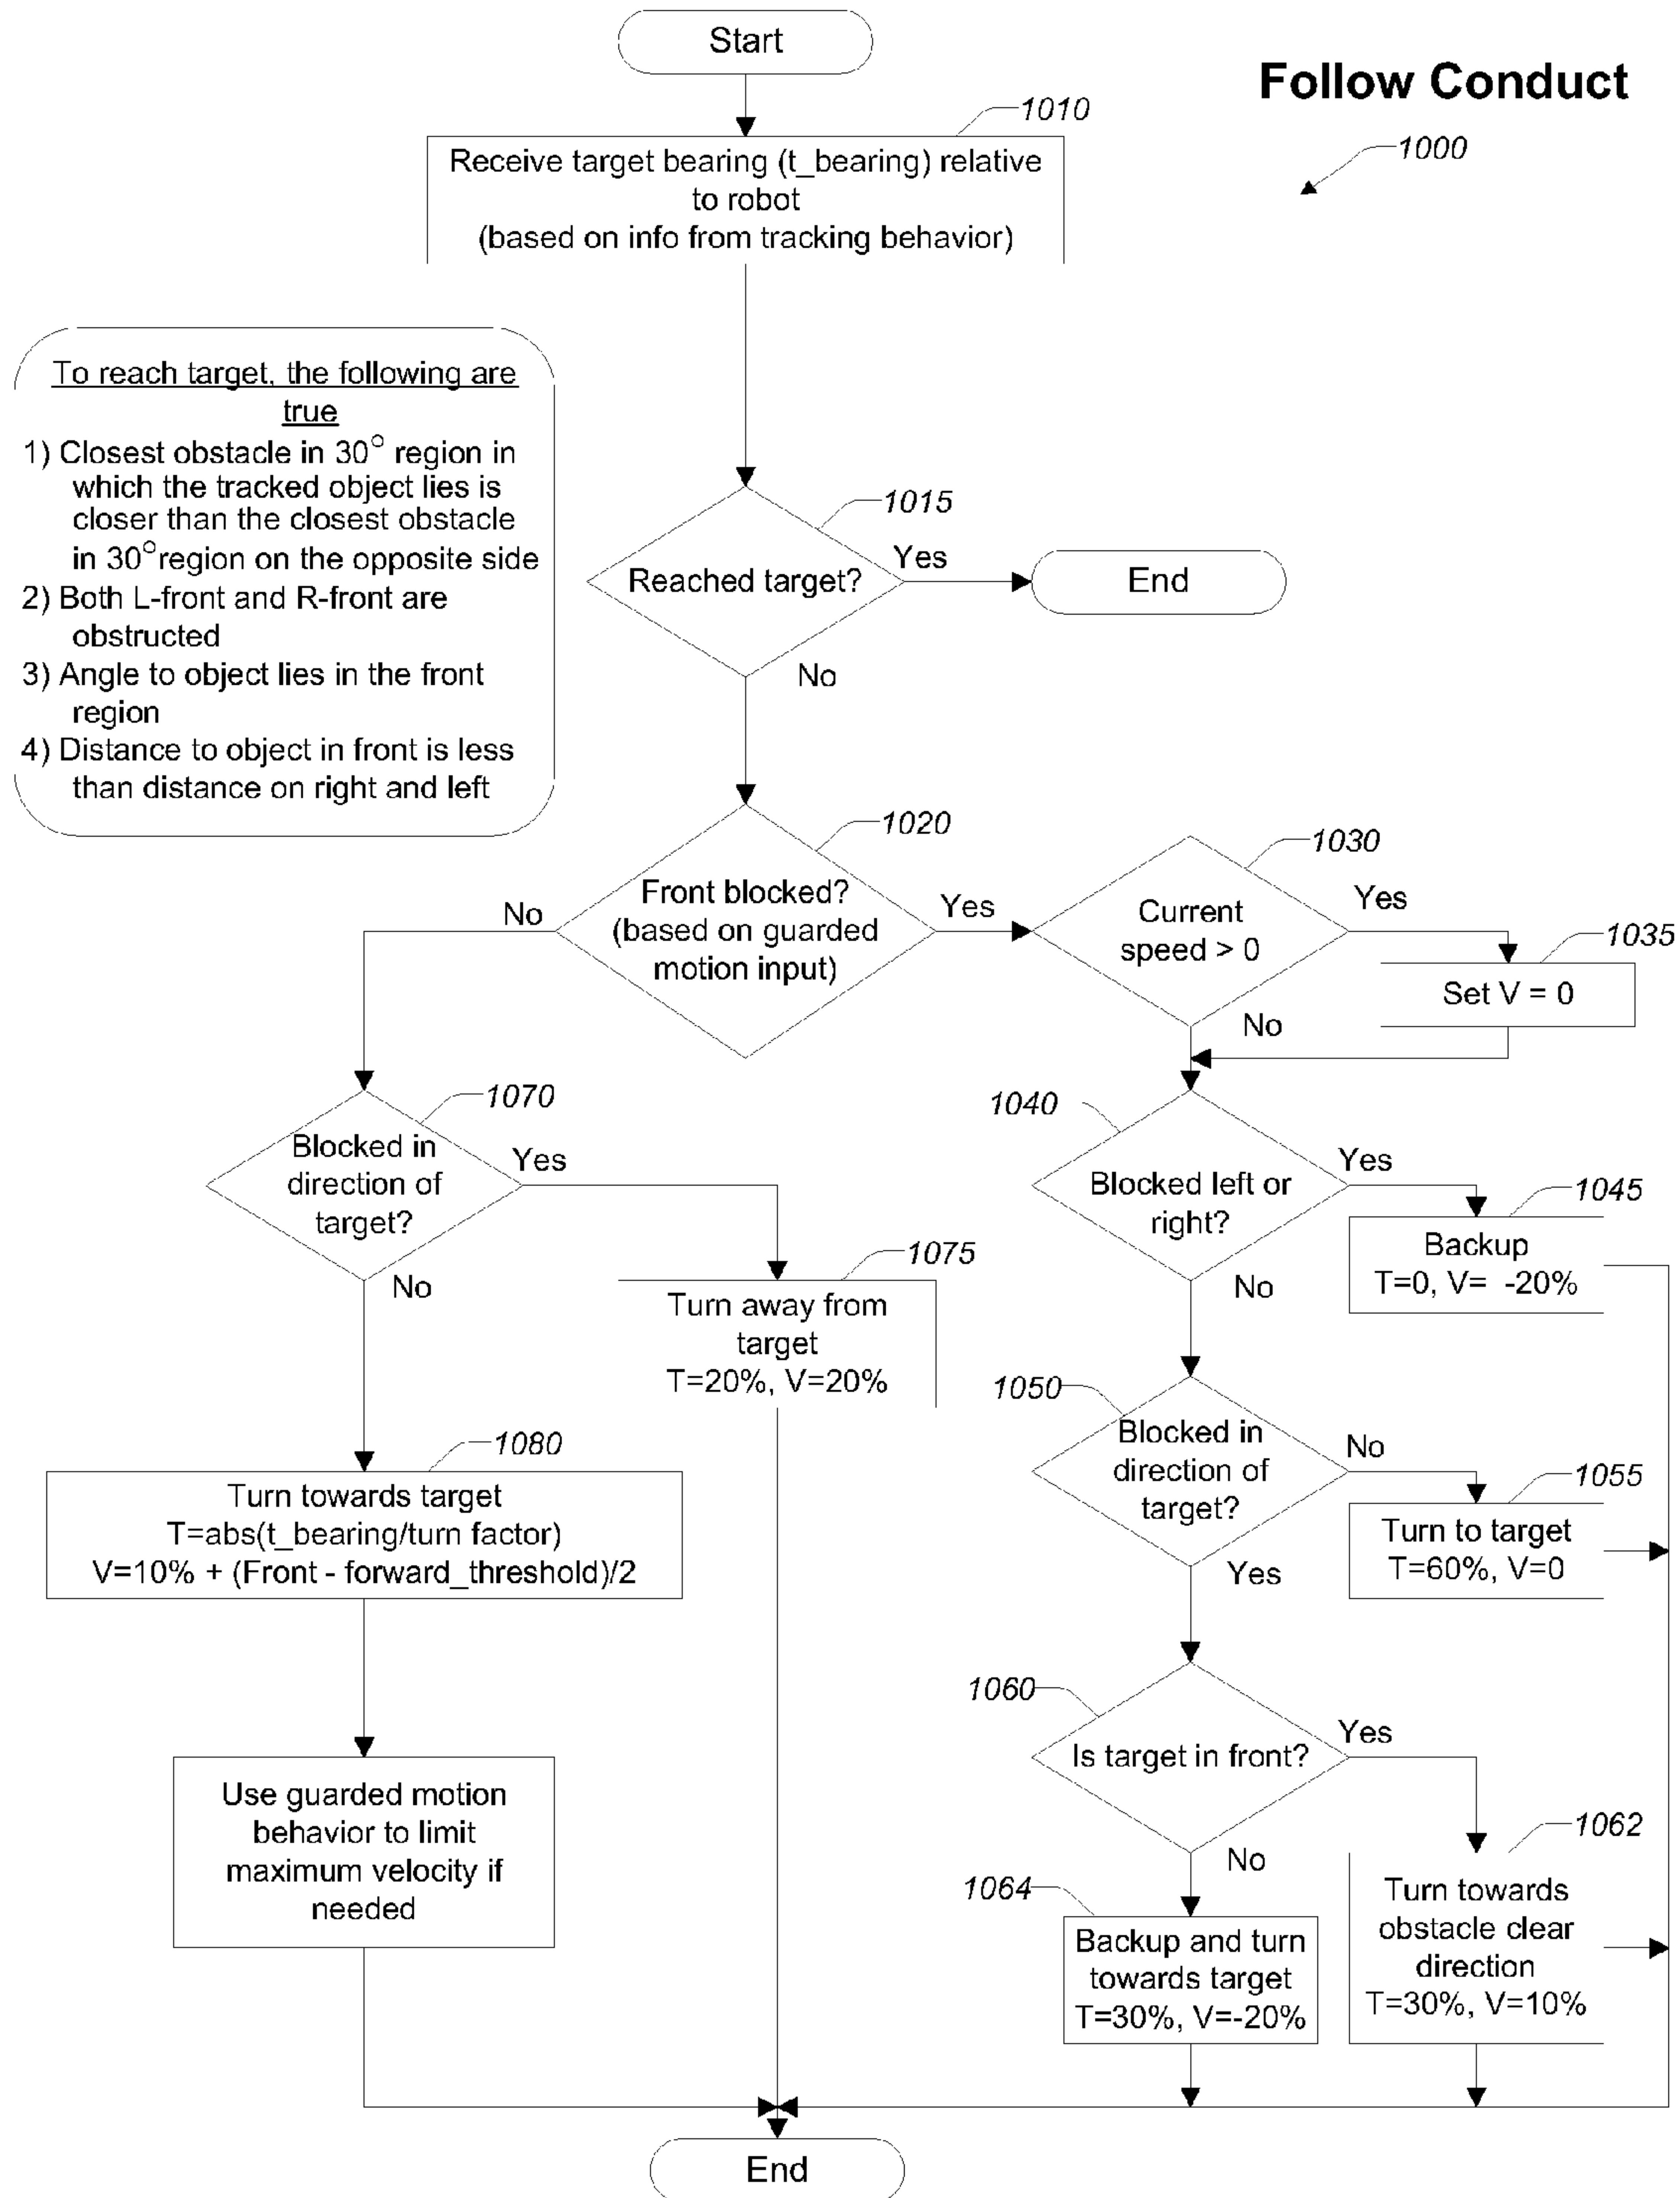 Start
Follow Conduct
1000
1010
Receive target bearing (t_bearing) relative
to robot
(based on info from tracking behavior)
To reach target, the following are
true
1) Closest obstacle in 30° region in
which the tracked object lies is
closer than the closest obstacle
in 30° region on the opposite side
2) Both L-front and R-front are
obstructed
3) Angle to object lies in the front
region
4) Distance to object in front is less
than distance on right and left
1015
Reached target?
Yes
End
No
1020
Front blocked?
(based on guarded
motion input)
No
Yes
1030
Current
speed > 0
Yes
1035
Set V = 0
No
1070
Blocked in
direction of
target?
Yes
No
1075
Turn away from
target
T=20%, V=20%
1040
Blocked left or
right?
Yes
1045
Backup
T=0, V= -20%
No
1050
Blocked in
direction of
target?
No
1055
Turn to target
T=60%, V=0
Yes
1080
Turn towards target
T=abs(t_bearing/turn factor)
V=10% + (Front - forward_threshold)/2
Use guarded motion
behavior to limit
maximum velocity if
needed
1060
Is target in front?
Yes
1062
Turn towards
obstacle clear
direction
T=30%, V=10%
No
1064
Backup and turn
towards target
T=30%, V=-20%
End